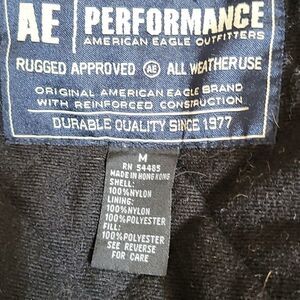 AE PERFORMANCE
AMERICAN EAGLE OUTFITTERS
RUGGED APPROVED AE ALL WEATHER USE
ORIGINAL AMERICAN EAGLE BRAND
WITH REINFORCED CONSTRUCTION
DURABLE QUALITY SINCE 1977
M
RN 54485
MADE IN HONG KONG
SHELL:
100%NYLON
LINING:
100%NYLON
100%POLYESTER
FILL:
100%POLYESTER
SEE REVERSE
FOR CARE